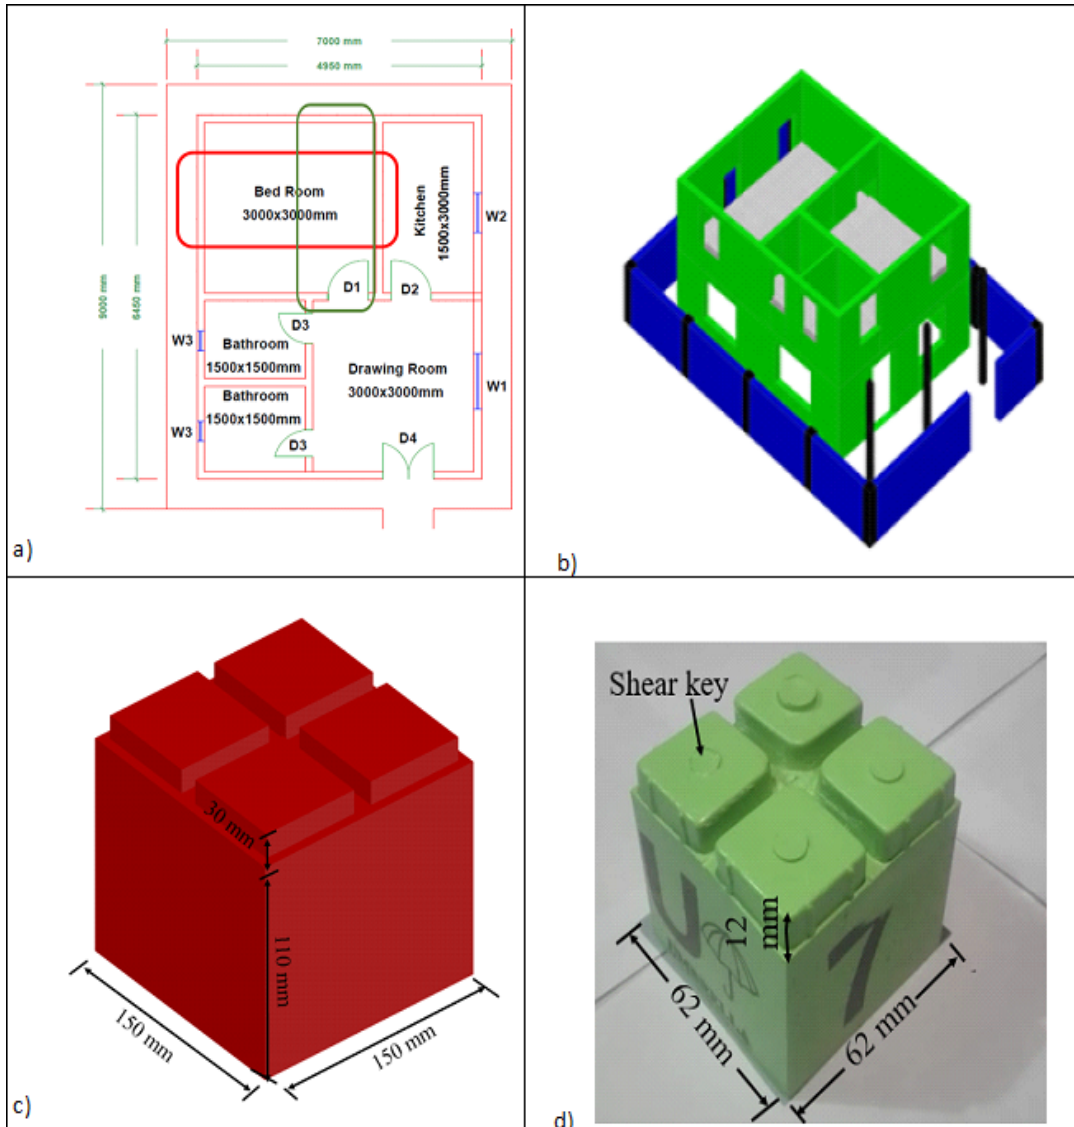 7000 mm
4950 mm
9000 mm
6450 mm
Bed Room
3000x3000mm
Kitchen
1500x3000mm
W2
D1
D2
D3
W3
Bathroom
1500x1500mm
Drawing Room
3000x3000mm
W1
Bathroom
1500x1500mm
W3
D3
D4
a)
b)
30 mm
110 mm
150 mm
150 mm
c)
Shear key
12
mm
U
7
62 mm
62 mm
d)